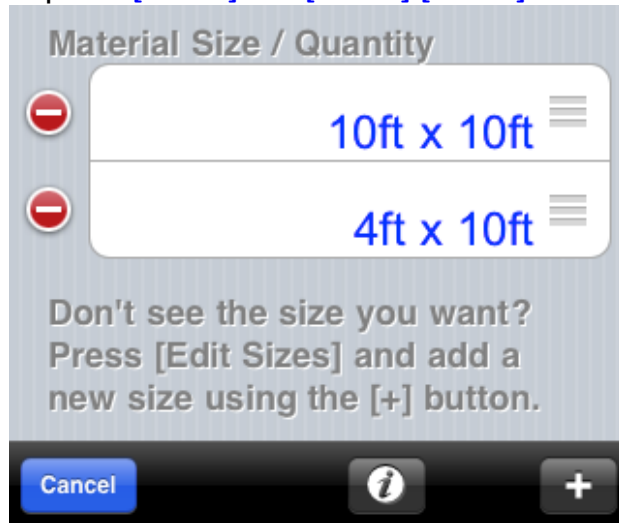 Material Size / Quantity
10ft x 10ft
4ft x 10ft
Don't see the size you want?
Press [Edit Sizes] and add a
new size using the [+] button.
Cancel
i
+